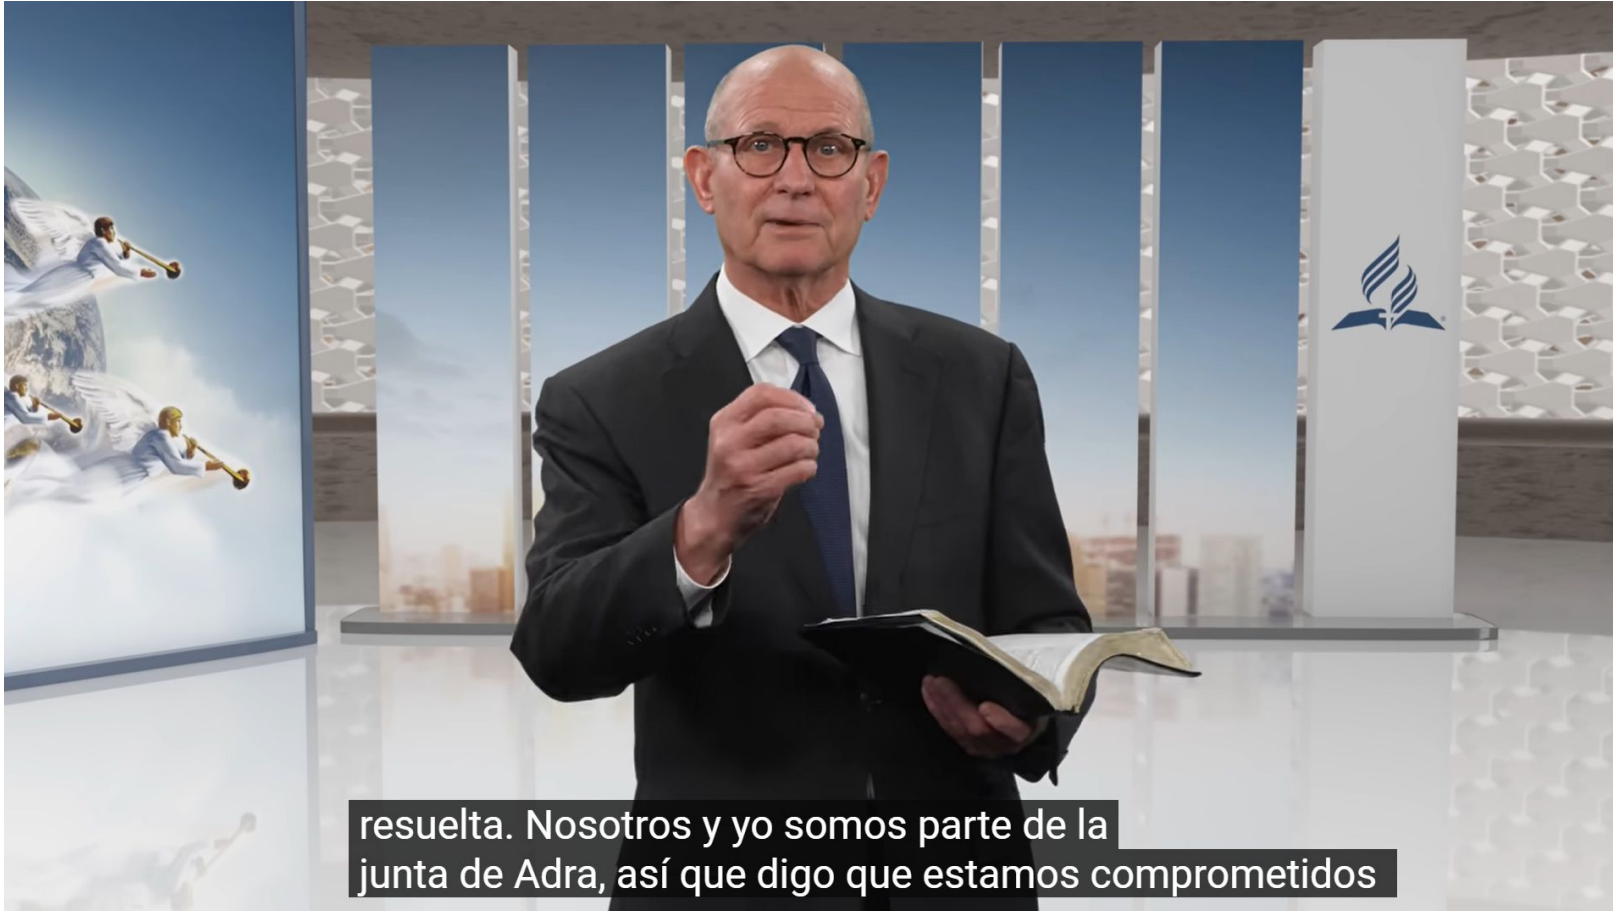 resuelta. Nosotros y yo somos parte de la
junta de Adra, así que digo que estamos comprometidos